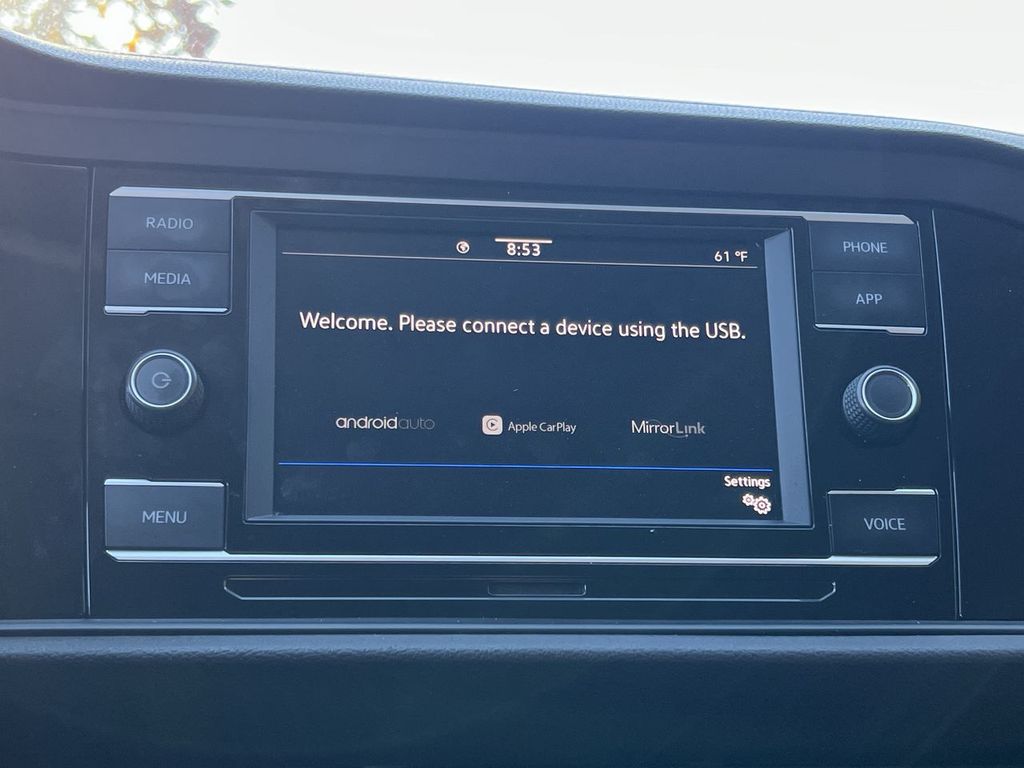 RADIO
MEDIA
8:53
61 °F
PHONE
APP
Welcome. Please connect a device using the USB.
androidauto
Apple CarPlay
MirrorLink
Settings
MENU
VOICE